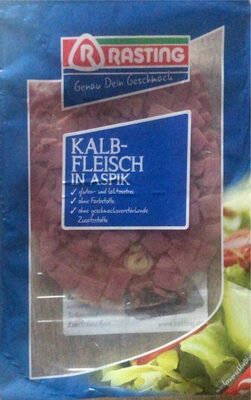 R RASTING
Genau Dein Geschmack
KALB-
FLEISCH
IN ASPIK
✓ gluten- und laktosefrei
✓ ohne Farbstoffe
✓ ohne geschmacksverstärkende
Zusatzstoffe